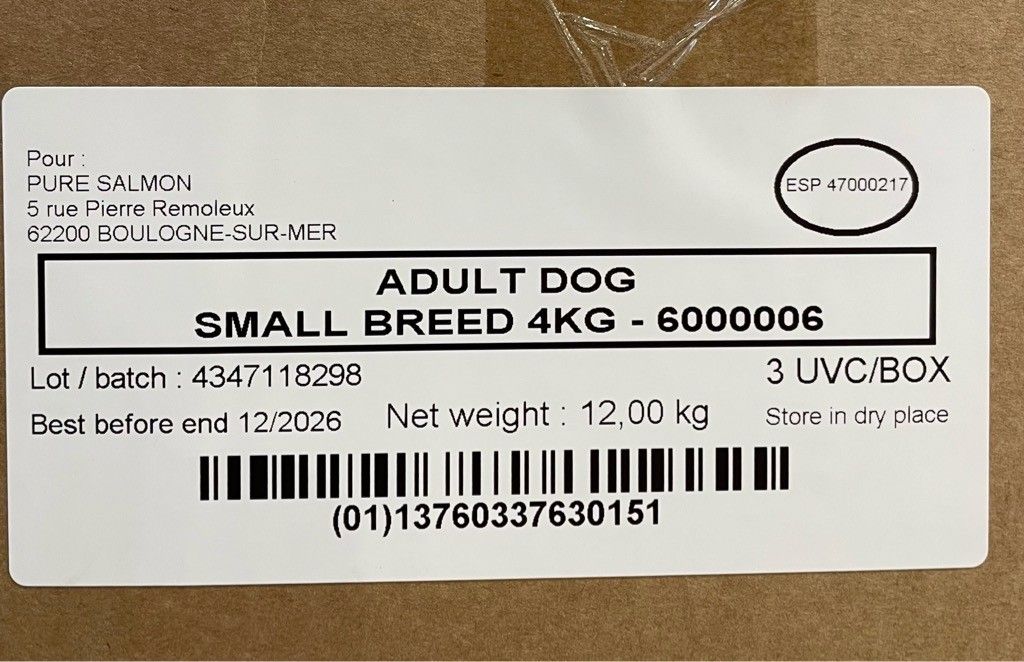 Pour :
PURE SALMON
5 rue Pierre Remoleux
62200 BOULOGNE-SUR-MER
ESP 47000217
ADULT DOG
SMALL BREED 4KG - 6000006
Lot / batch : 4347118298
3 UVC/BOX
Best before end 12/2026
Net weight : 12,00 kg
Store in dry place
(01)13760337630151